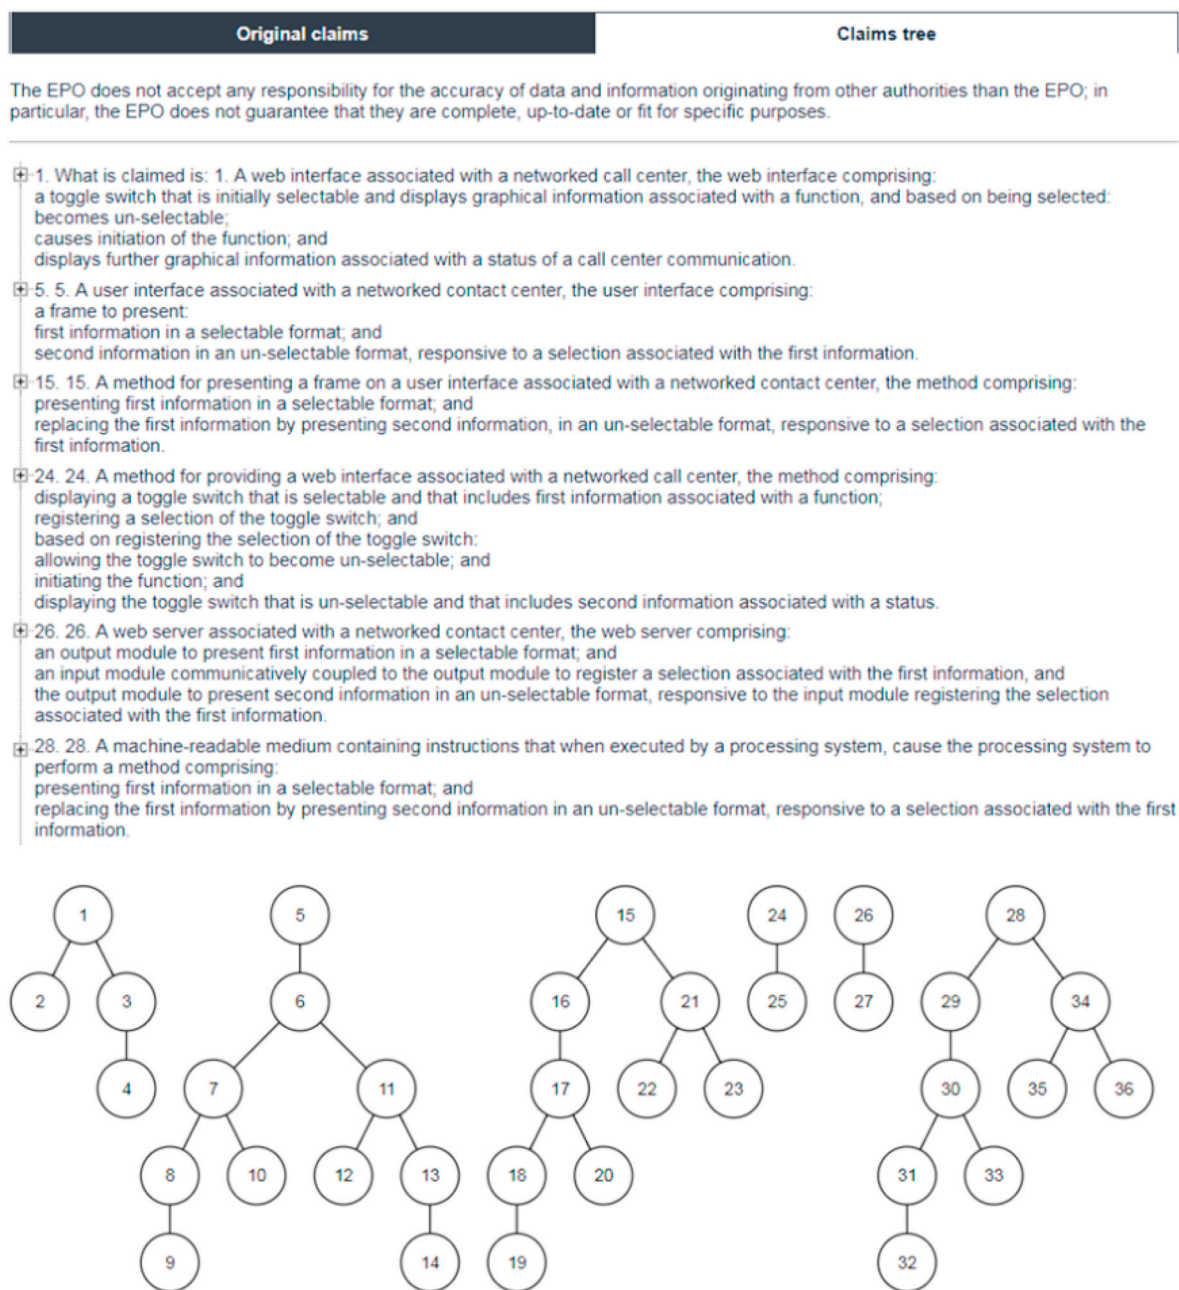 Original claims
Claims tree
The EPO does not accept any responsibility for the accuracy of data and information originating from other authorities than the EPO; in
particular, the EPO does not guarantee that they are complete, up-to-date or fit for specific purposes.
1. What is claimed is: 1. A web interface associated with a networked call center, the web interface comprising:
a toggle switch that is initially selectable and displays graphical information associated with a function, and based on being selected:
becomes un-selectable;
causes initiation of the function; and
displays further graphical information associated with a status of a call center communication.
5. 5. A user interface associated with a networked contact center, the user interface comprising:
a frame to present:
first information in a selectable format; and
second information in an un-selectable format, responsive to a selection associated with the first information.
15. 15. A method for presenting a frame on a user interface associated with a networked contact center, the method comprising:
presenting first information in a selectable format; and
replacing the first information by presenting second information, in an un-selectable format, responsive to a selection associated with the
first information.
24. 24. A method for providing a web interface associated with a networked call center, the method comprising:
displaying a toggle switch that is selectable and that includes first information associated with a function;
registering a selection of the toggle switch; and
based on registering the selection of the toggle switch:
allowing the toggle switch to become un-selectable; and
initiating the function; and
displaying the toggle switch that is un-selectable and that includes second information associated with a status.
26. 26. A web server associated with a networked contact center, the web server comprising:
an output module to present first information in a selectable format; and
an input module communicatively coupled to the output module to register a selection associated with the first information, and
the output module to present second information in an un-selectable format, responsive to the input module registering the selection
associated with the first information.
28. 28. A machine-readable medium containing instructions that when executed by a processing system, cause the processing system to
perform a method comprising:
presenting first information in a selectable format; and
replacing the first information by presenting second information in an un-selectable format, responsive to a selection associated with the first
information.
1 5 15 24 26 28
2 3 6 16 21 25 27 29 34
4 7 11 17 22 23 30 35 36
8 10 12 13 18 20 31 33
9 14 19 32